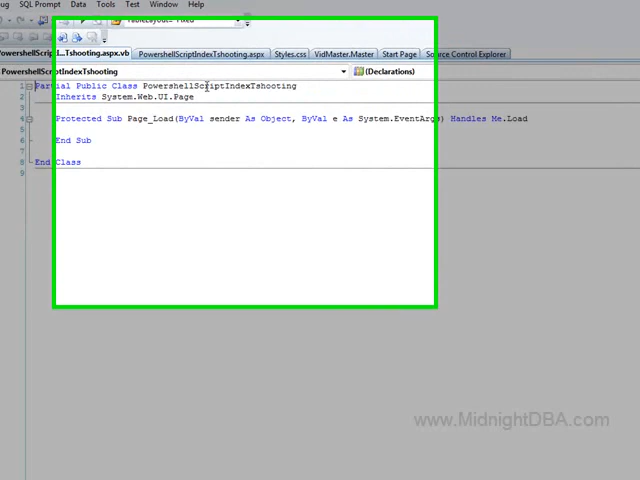 SQL Prompt Data Tools Test Window Help
TableLayout= Fixed
Tshooting.aspx.vb PowershellScriptIndexTshooting.aspx Styles.css VidMaster.Master Start Page Source Control Explorer
PowershellScriptIndexTshooting (Declarations)
1 Partial Public Class PowershellScriptIndexTshooting
2 Inherits System.Web.UI.Page
3
4 Protected Sub Page_Load(ByVal sender As Object, ByVal e As System.EventArgs) Handles Me.Load
5
6 End Sub
7
8 End Class
9
www.MidnightDBA.com